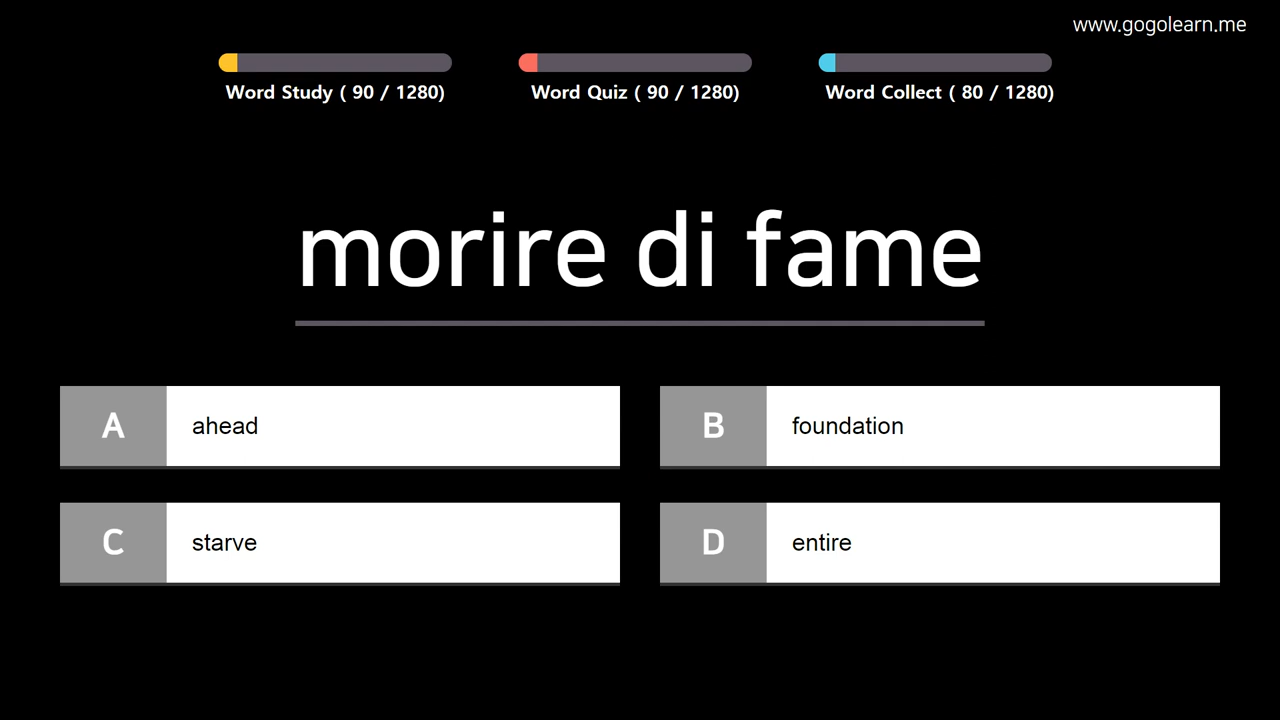 www.gogolearn.me
Word Study ( 90 / 1280)
Word Quiz ( 90 / 1280)
Word Collect ( 80 / 1280)
morire di fame
A ahead
B foundation
C starve
D entire